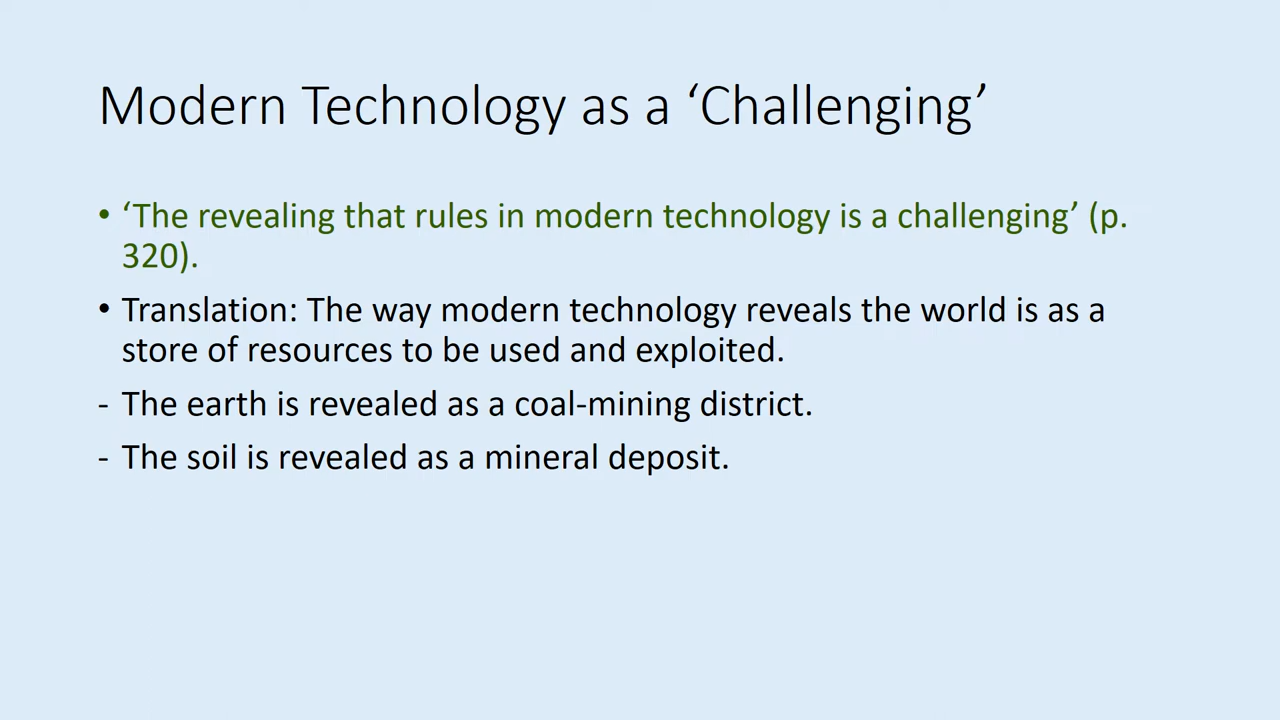 Modern Technology as a ‘Challenging’
• ‘The revealing that rules in modern technology is a challenging’ (p.
320).
• Translation: The way modern technology reveals the world is as a
store of resources to be used and exploited.
- The earth is revealed as a coal-mining district.
- The soil is revealed as a mineral deposit.